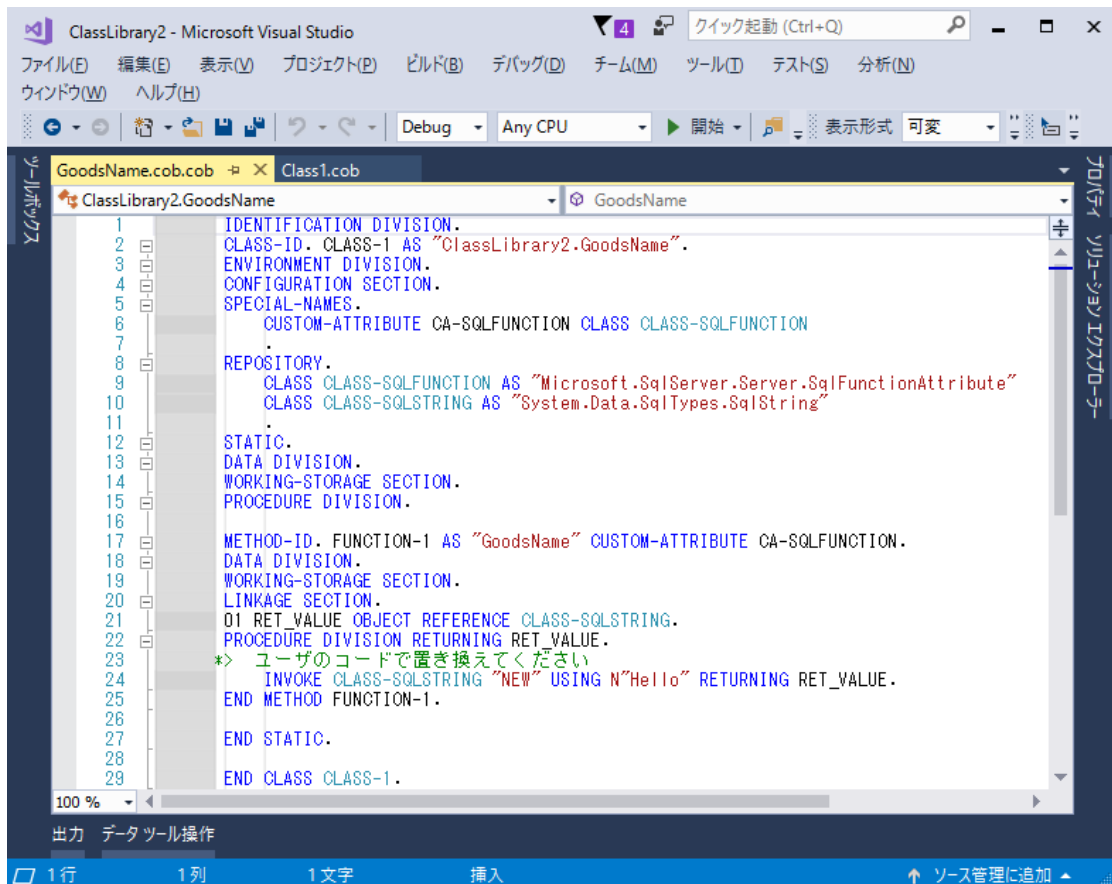 ClassLibrary2 - Microsoft Visual Studio
4
クイック起動 (Ctrl+Q)
ファイル(F) 編集(E) 表示(V) プロジェクト(P) ビルド(B) デバッグ(D) チーム(M) ツール(T) テスト(S) 分析(N)
ウィンドウ(W) ヘルプ(H)
Debug Any CPU 開始 表示形式 可変
ツールボックス
GoodsName.cob.cob Class1.cob
ClassLibrary2.GoodsName GoodsName
1 IDENTIFICATION DIVISION.
2 CLASS-ID. CLASS-1 AS "ClassLibrary2.GoodsName".
3 ENVIRONMENT DIVISION.
4 CONFIGURATION SECTION.
5 SPECIAL-NAMES.
6 CUSTOM-ATTRIBUTE CA-SQLFUNCTION CLASS CLASS-SQLFUNCTION
7 .
8 REPOSITORY.
9 CLASS CLASS-SQLFUNCTION AS "Microsoft.SqlServer.Server.SqlFunctionAttribute"
10 CLASS CLASS-SQLSTRING AS "System.Data.SqlTypes.SqlString"
11 .
12 STATIC.
13 DATA DIVISION.
14 WORKING-STORAGE SECTION.
15 PROCEDURE DIVISION.
16
17 METHOD-ID. FUNCTION-1 AS "GoodsName" CUSTOM-ATTRIBUTE CA-SQLFUNCTION.
18 DATA DIVISION.
19 WORKING-STORAGE SECTION.
20 LINKAGE SECTION.
21 01 RET_VALUE OBJECT REFERENCE CLASS-SQLSTRING.
22 PROCEDURE DIVISION RETURNING RET_VALUE.
23 *> ユーザのコードで置き換えてください
24 INVOKE CLASS-SQLSTRING "NEW" USING N"Hello" RETURNING RET_VALUE.
25 END METHOD FUNCTION-1.
26
27 END STATIC.
28
29 END CLASS CLASS-1.
プロパティ
ソリューション エクスプローラー
100 %
出力 データ ツール操作
1 行 1 列 1 文字 挿入 ソース管理に追加